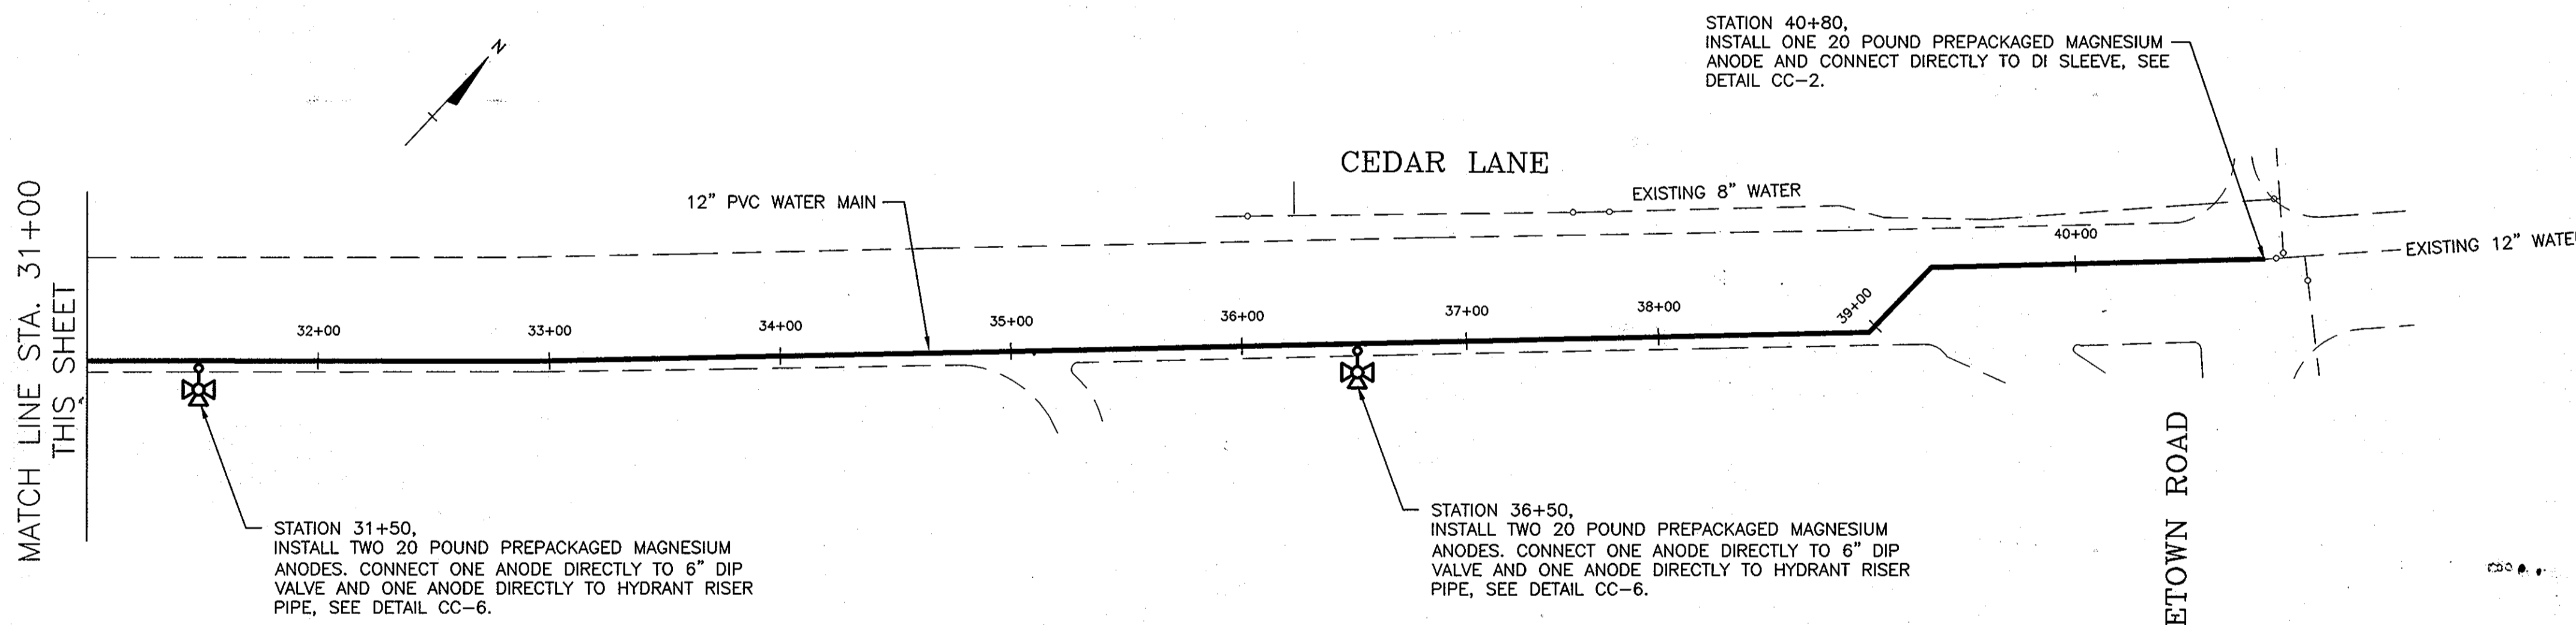 STATION 40+80,
INSTALL ONE 20 POUND PREPACKAGED MAGNESIUM
ANODE AND CONNECT DIRECTLY TO DI SLEEVE, SEE
DETAIL CC-2.
N
CEDAR LANE
MATCH LINE STA. 31+00
THIS SHEET
12" PVC WATER MAIN
EXISTING 8" WATER
40+00
EXISTING 12" WATER
32+00
33+00
34+00
35+00
36+00
37+00
38+00
39+00
STATION 31+50,
INSTALL TWO 20 POUND PREPACKAGED MAGNESIUM
ANODES. CONNECT ONE ANODE DIRECTLY TO 6" DIP
VALVE AND ONE ANODE DIRECTLY TO HYDRANT RISER
PIPE, SEE DETAIL CC-6.
STATION 36+50,
INSTALL TWO 20 POUND PREPACKAGED MAGNESIUM
ANODES. CONNECT ONE ANODE DIRECTLY TO 6" DIP
VALVE AND ONE ANODE DIRECTLY TO HYDRANT RISER
PIPE, SEE DETAIL CC-6.
ETOWN ROAD